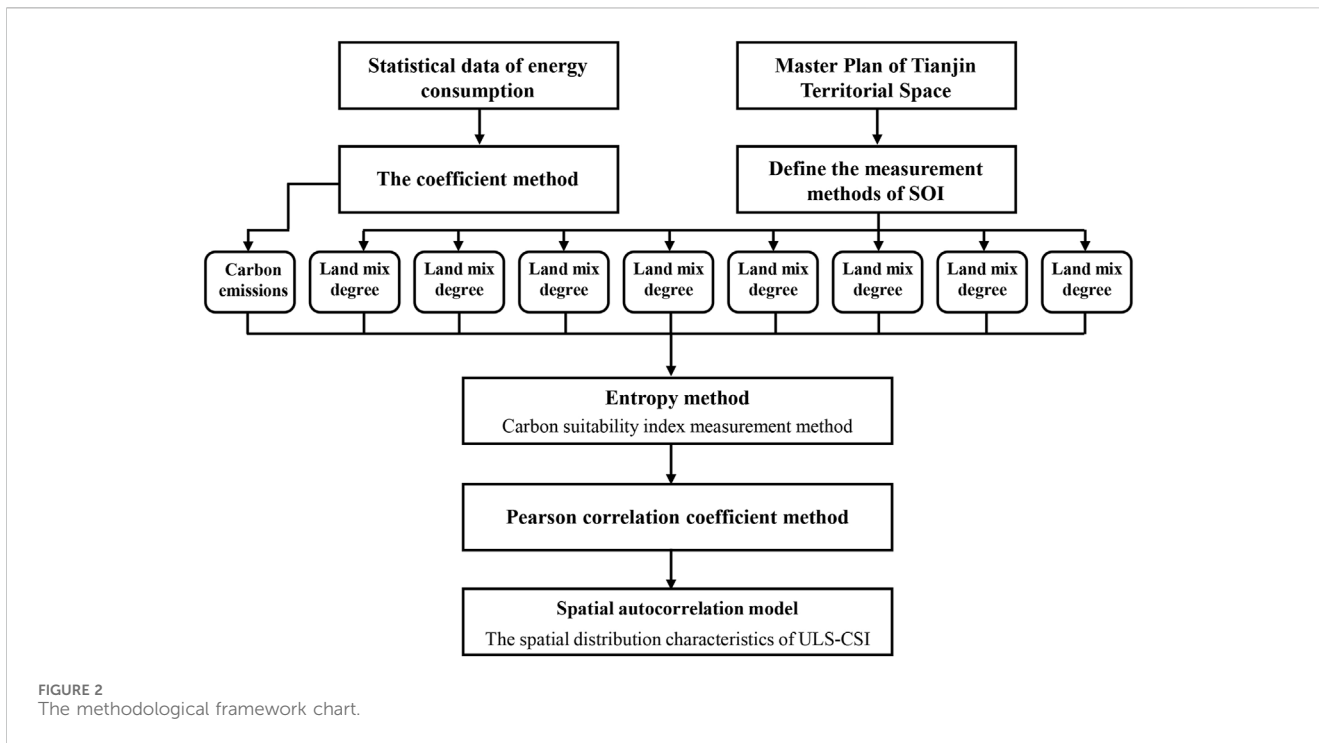 Statistical data of energy
consumption
Master Plan of Tianjin
Territorial Space
The coefficient method
Define the measurement
methods of SOI
Carbon
emissions
Land mix
degree
Land mix
degree
Land mix
degree
Land mix
degree
Land mix
degree
Land mix
degree
Land mix
degree
Land mix
degree
Entropy method
Carbon suitability index measurement method
Pearson correlation coefficient method
Spatial autocorrelation model
The spatial distribution characteristics of ULS-CSI
FIGURE 2
The methodological framework chart.